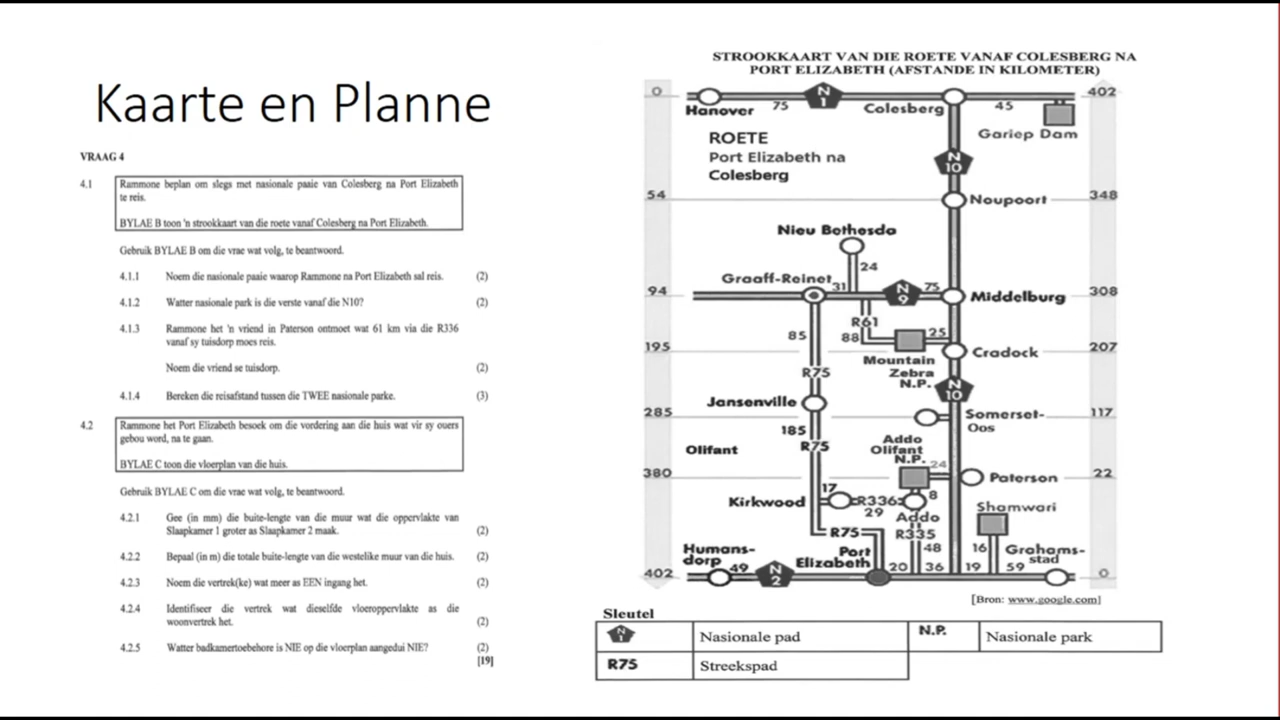 Kaarte en Planne
VRAAG 4
4.1 Rammone beplan om slegs met nasionale paaie van Colesberg na Port Elizabeth
te reis.
BYLAE B toon 'n strookkaart van die roete vanaf Colesberg na Port Elizabeth.
Gebruik BYLAE B om die vrae wat volg, te beantwoord.
4.1.1 Noem die nasionale paaie waarop Rammone na Port Elizabeth sal reis. (2)
4.1.2 Watter nasionale park is die verste vanaf die N10? (2)
4.1.3 Rammone het 'n vriend in Paterson ontmoet wat 61 km via die R336
vanaf sy tuisdorp moes reis.
Noem die vriend se tuisdorp. (2)
4.1.4 Bereken die reisafstand tussen die TWEE nasionale parke. (3)
4.2 Rammone het Port Elizabeth besoek om die vordering aan die huis wat vir sy ouers
gebou word, na te gaan.
BYLAE C toon die vloerplan van die huis.
Gebruik BYLAE C om die vrae wat volg, te beantwoord.
4.2.1 Gee (in mm) die buite-lengte van die muur wat die oppervlakte van
Slaapkamer 1 groter as Slaapkamer 2 maak. (2)
4.2.2 Bepaal (in m) die totale buite-lengte van die westelike muur van die huis. (2)
4.2.3 Noem die vertrek(ke) wat meer as EEN ingang het. (2)
4.2.4 Identifiseer die vertrek wat dieselfde vloeroppervlakte as die
woonvertrek het. (2)
4.2.5 Watter badkamertoebehore is NIE op die vloerplan aangedui NIE? (2)
[19]
STROOKKAART VAN DIE ROETE VANAF COLESBERG NA
PORT ELIZABETH (AFSTANDE IN KILOMETER)
0 N 1 402
Hanover 75 Colesberg 45
Gariep Dam
ROETE
Port Elizabeth na
Colesberg
N 10
54 Noupoort 348
Nieu Bethesda
24
Graaff-Reinet 31 N 9 75
94 Middelburg 308
R61
85 88 25
195 Cradock 207
Mountain
Zebra
N.P.
R75 N 10
Jansenville
285 Somerset-
Oos 117
185
R75
Olifant
Addo
Olifant
N.P. 24
380 Paterson 22
17 8
Kirkwood R336
29 Addo
Shamwari
R75 R335
Humans-
dorp 49 N 2
Port
Elizabeth
48 16 Grahams-
stad
20 36 19 59
402 0
[Bron: www.google.com]
Sleutel
N 1 Nasionale pad N.P. Nasionale park
R75 Streekspad